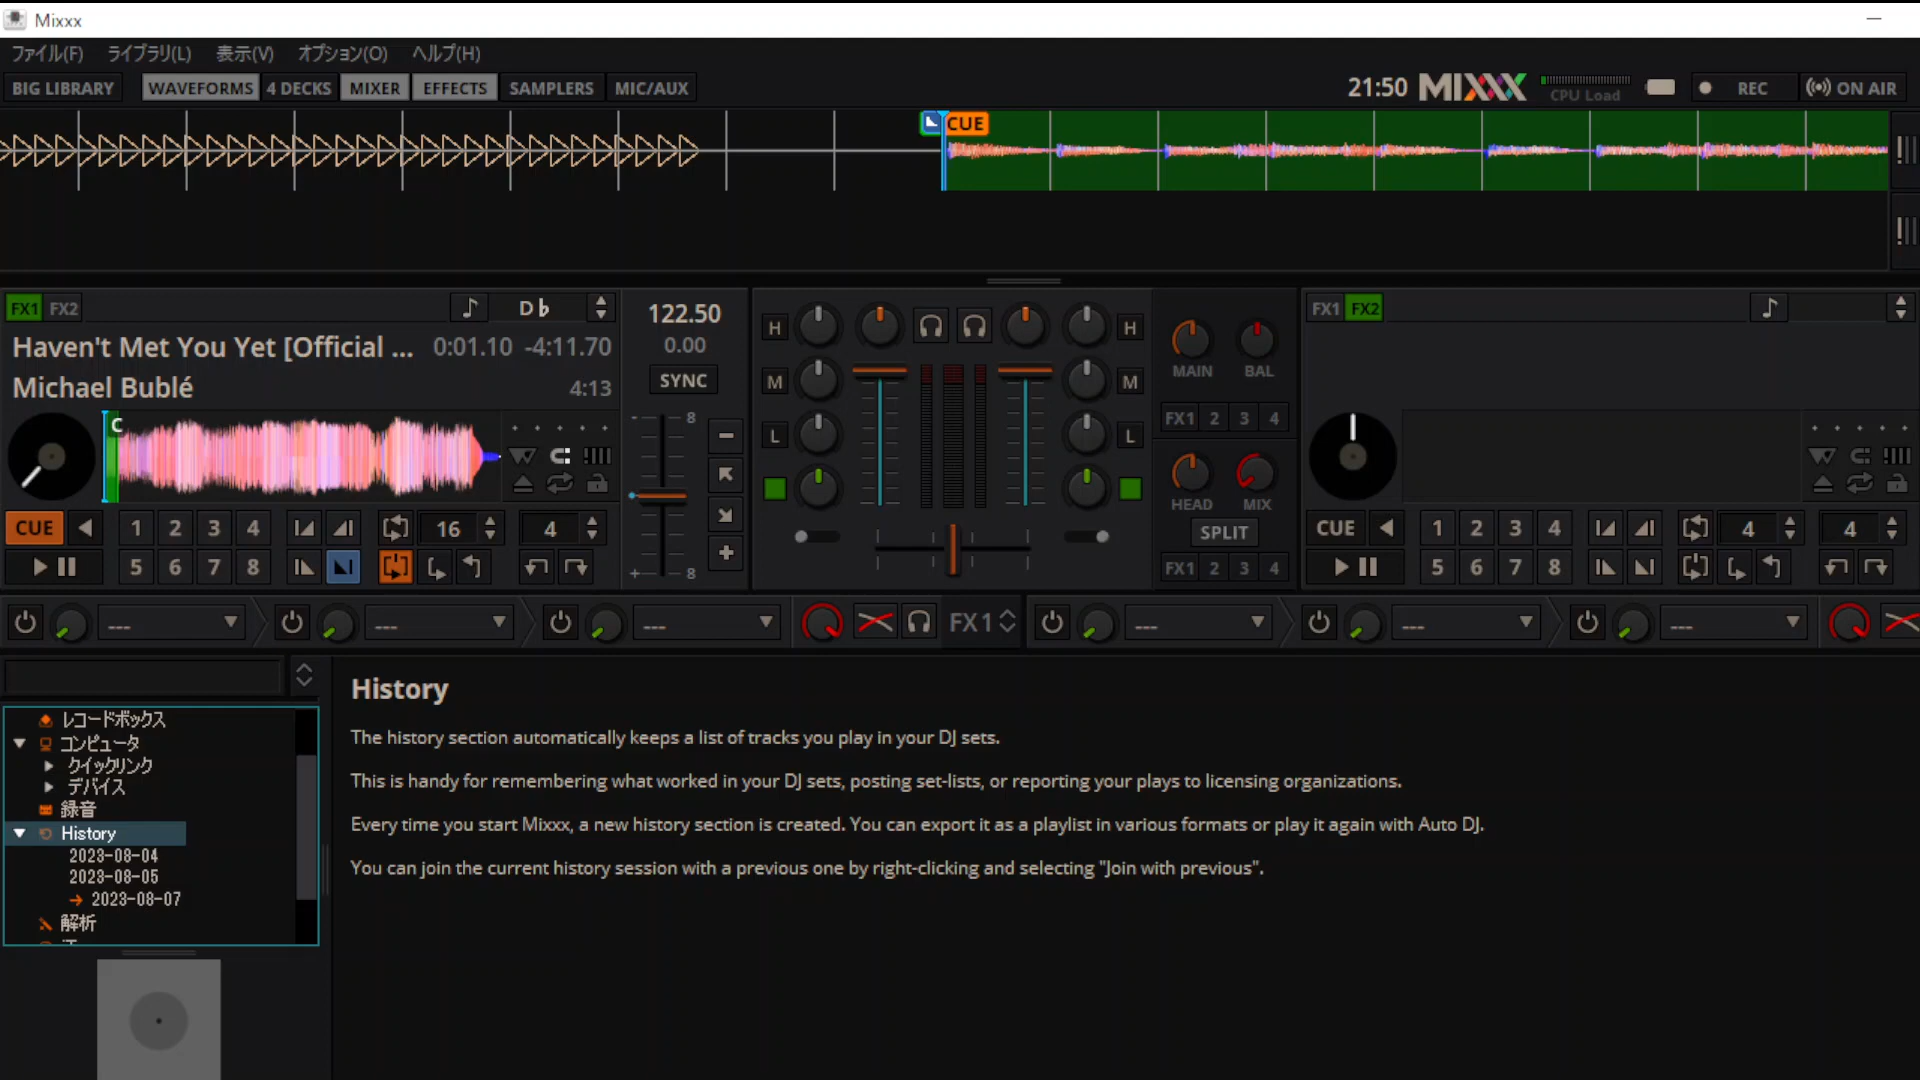 Mixxx
ファイル(F) ライブラリ(L) 表示(V) オプション(O) ヘルプ(H)
BIG LIBRARY WAVEFORMS 4 DECKS MIXER EFFECTS SAMPLERS MIC/AUX 21:50 MIXXX CPU Load REC ON AIR
CUE
FX1 FX2 D♭ 122.50 H H FX1 FX2
Haven't Met You Yet [Official ... 0:01.10 -4:11.70 0.00
MAIN BAL
Michael Bublé 4:13 SYNC M M
C - 8 L L FX1 2 3 4
HEAD MIX
CUE 1 2 3 4 16 4 SPLIT CUE 1 2 3 4 4 4
5 6 7 8 + 8 FX1 2 3 4 5 6 7 8
--- --- --- FX1 --- --- ---
レコードボックス
コンピュータ
クイックリンク
デバイス
録音
History
2023-08-04
2023-08-05
2023-08-07
解析
History
The history section automatically keeps a list of tracks you play in your DJ sets.
This is handy for remembering what worked in your DJ sets, posting set-lists, or reporting your plays to licensing organizations.
Every time you start Mixxx, a new history section is created. You can export it as a playlist in various formats or play it again with Auto DJ.
You can join the current history session with a previous one by right-clicking and selecting "Join with previous".